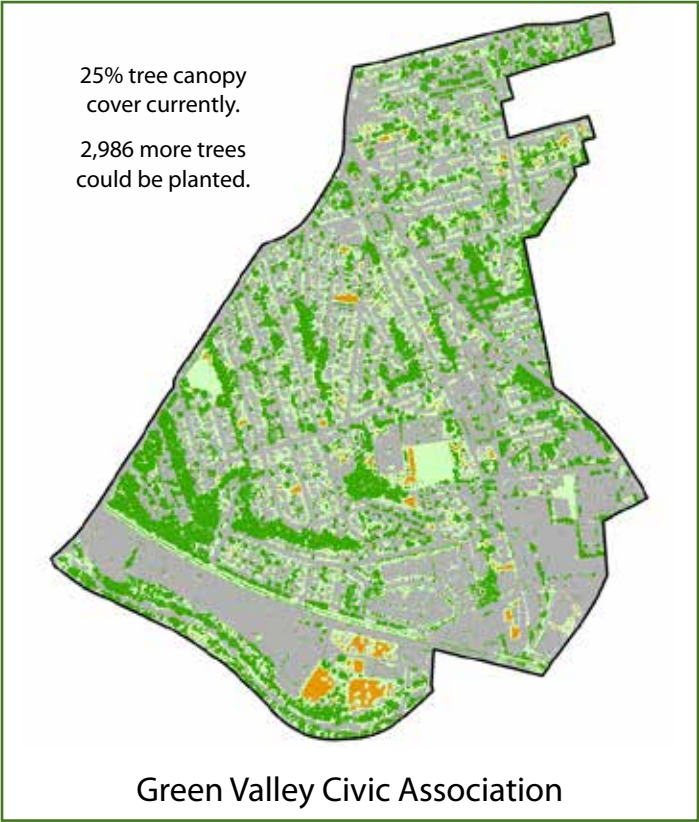 25% tree canopy
cover currently.
2,986 more trees
could be planted.
Green Valley Civic Association